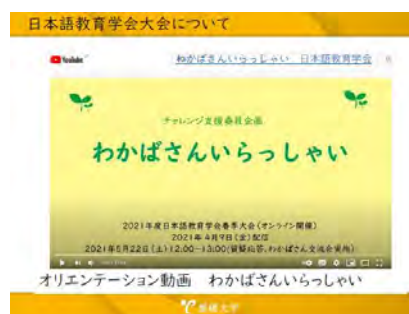 日本語教育学会大会について
YouTube
わかばさんいらっしゃい 日本語教育学会
チャレンジ支援委員会企画
わかばさんいらっしゃい
2021年度日本語教育学会春季大会(オンライン開催)
2021年4月9日(金)配信
2021年5月22日(土)12:00-13:00(質疑応答、わかばさん交流会実施)
オリエンテーション動画 わかばさんいらっしゃい